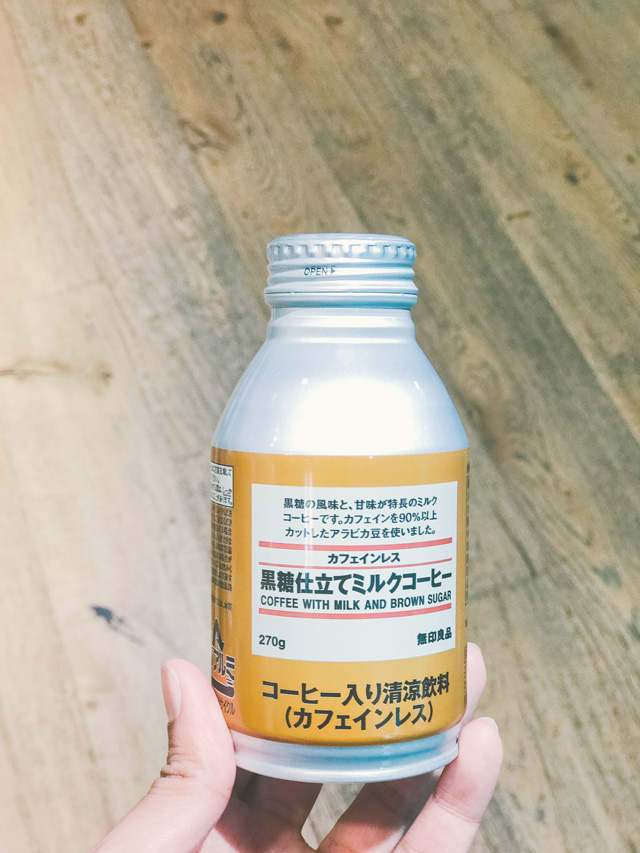 OPEN
黒糖の風味と、甘味が特長のミルク
コーヒーです。カフェインを90%以上
カットしたアラビカ豆を使いました。
カフェインレス
黒糖仕立てミルクコーヒー
COFFEE WITH MILK AND BROWN SUGAR
270g 無印良品
コーヒー入り清涼飲料
(カフェインレス)